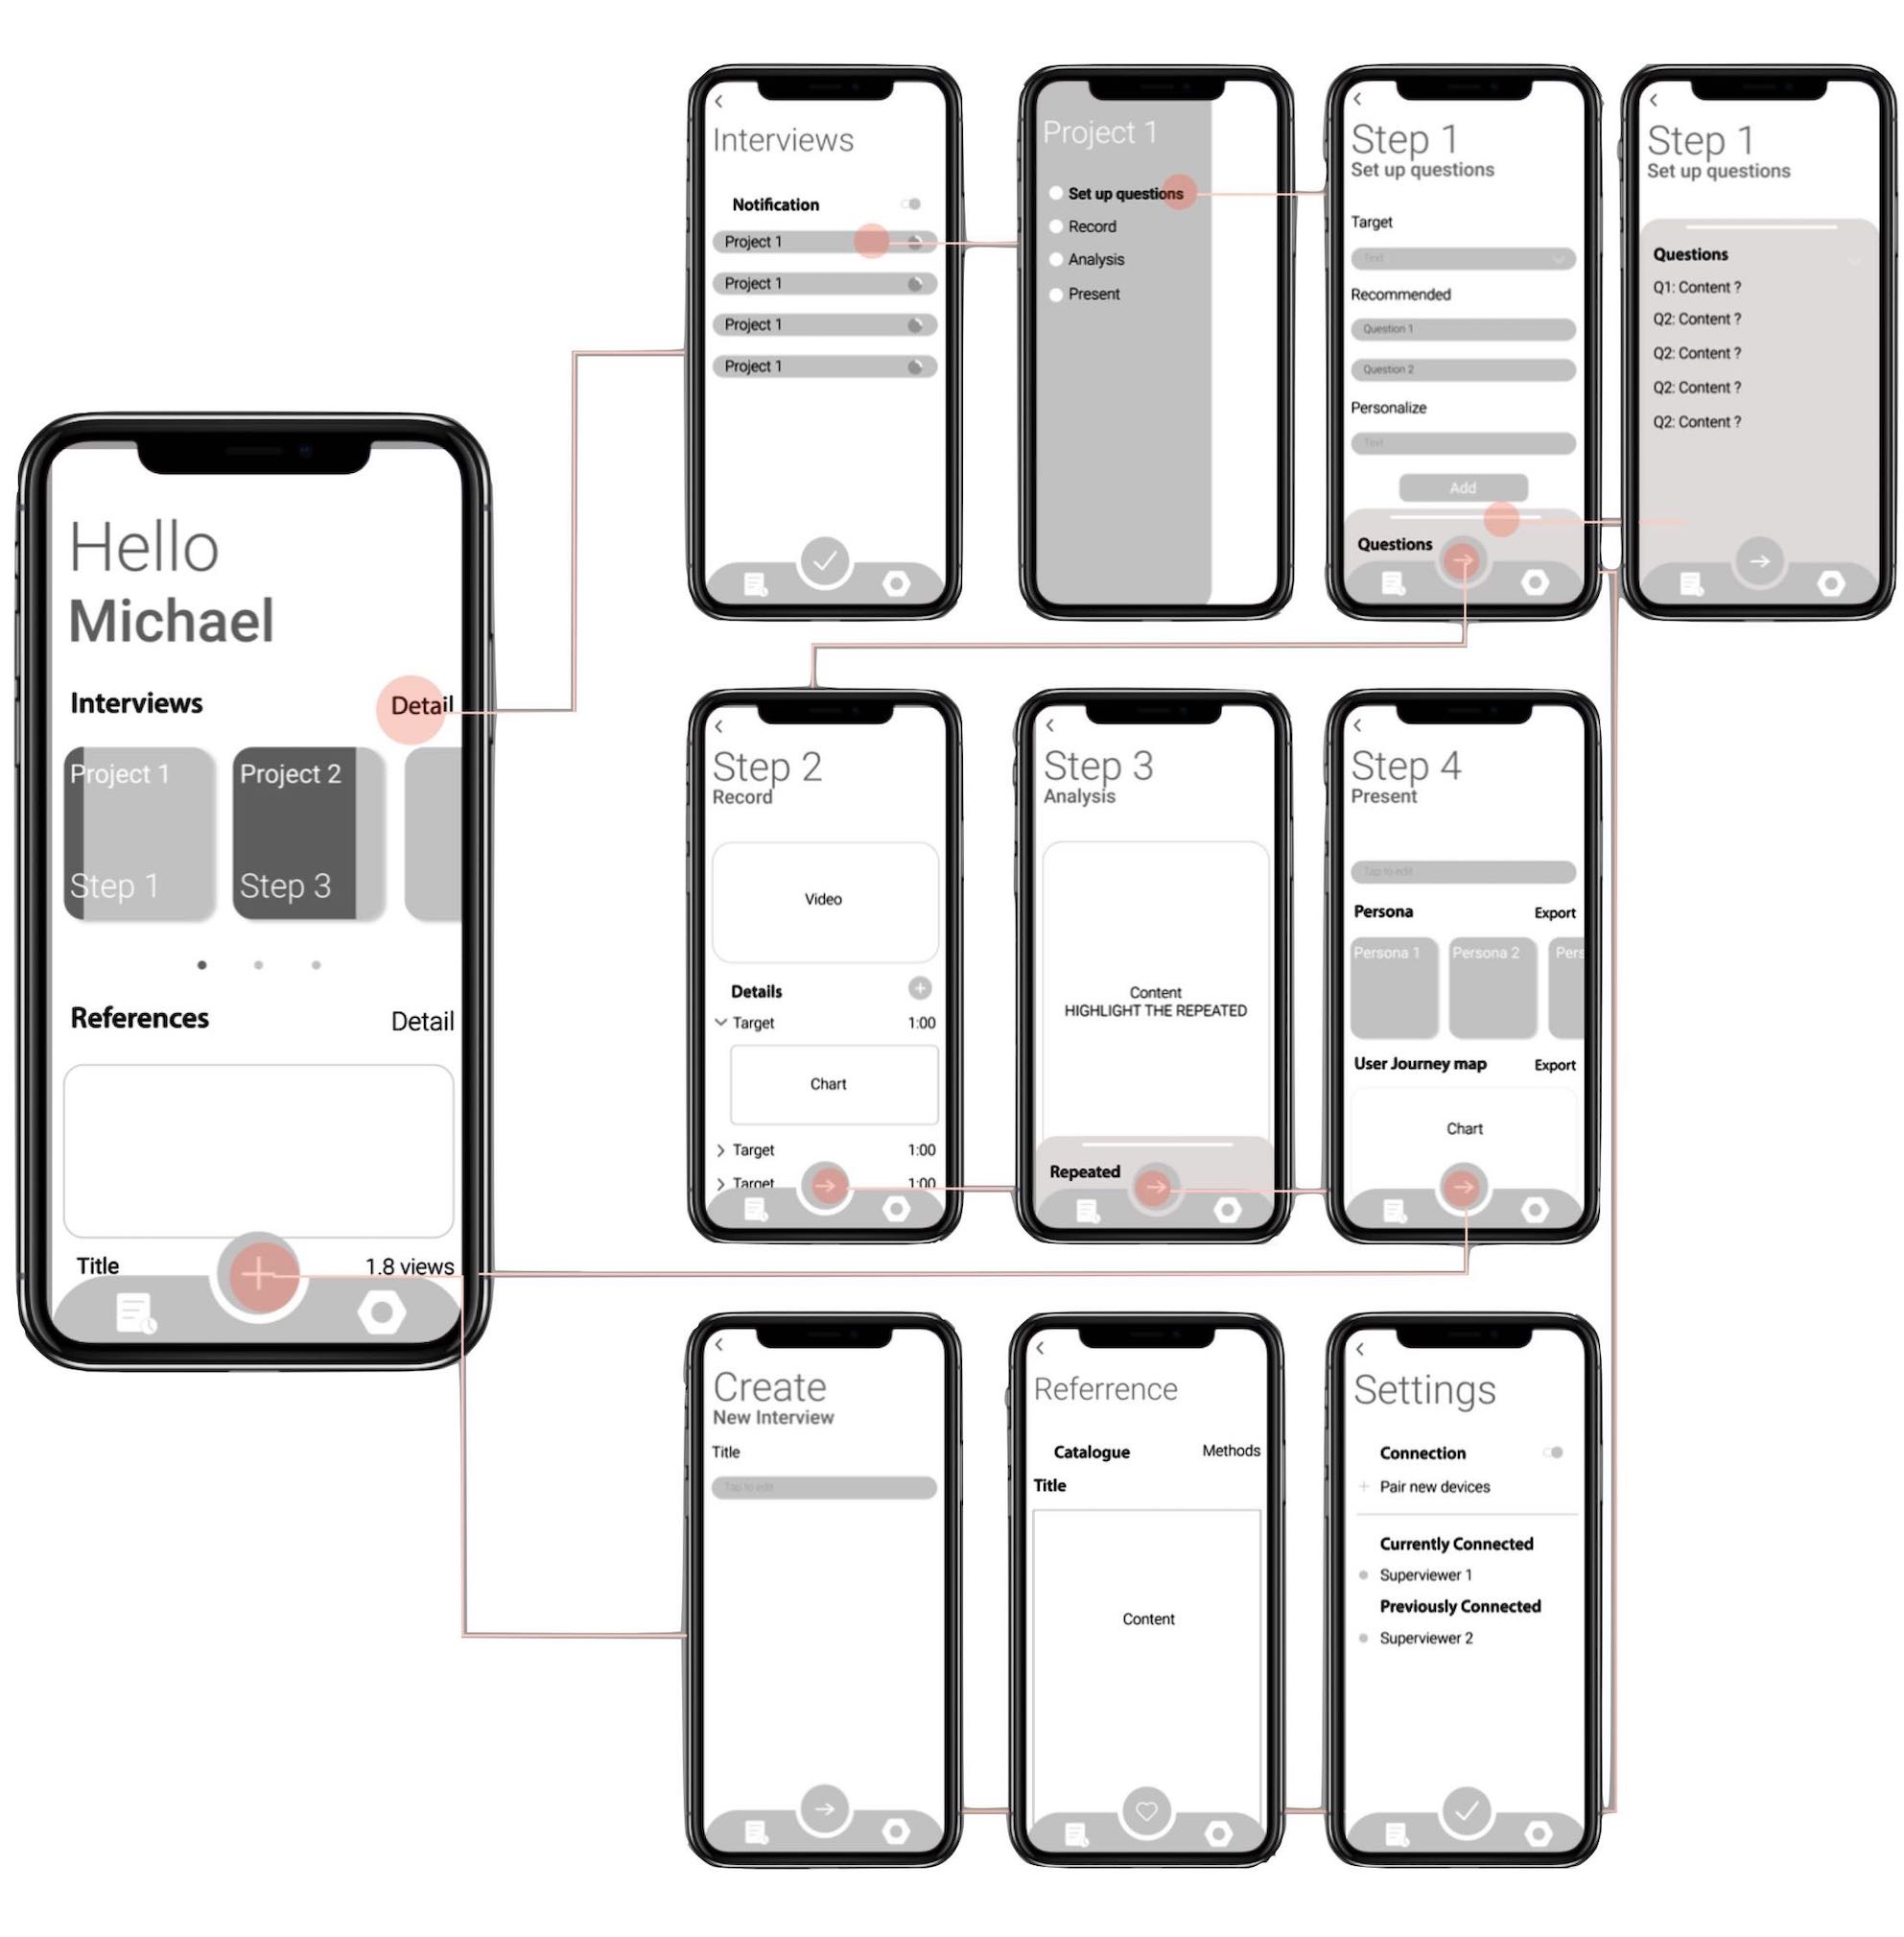 Hello
Michael
Interviews Detail
Project 1 Project 2
Step 1 Step 3
References Detail
Title 1.8 views
Interviews
Notification
Project 1
Project 1
Project 1
Project 1
Project 1
Set up questions
Record
Analysis
Present
Step 1
Set up questions
Target
Text
Recommended
Question 1
Question 2
Personalize
Text
Add
Questions
Step 1
Set up questions
Questions
Q1: Content ?
Q2: Content ?
Q2: Content ?
Q2: Content ?
Q2: Content ?
Step 2
Record
Video
Details
Target 1:00
Chart
Target 1:00
Target 1:00
Step 3
Analysis
Content
HIGHLIGHT THE REPEATED
Repeated
Step 4
Present
Tap to edit
Persona Export
Persona 1 Persona 2 Pers
User Journey map Export
Chart
Create
New Interview
Title
Tap to edit
Referrence
Catalogue Methods
Title
Content
Settings
Connection
Pair new devices
Currently Connected
Superviewer 1
Previously Connected
Superviewer 2